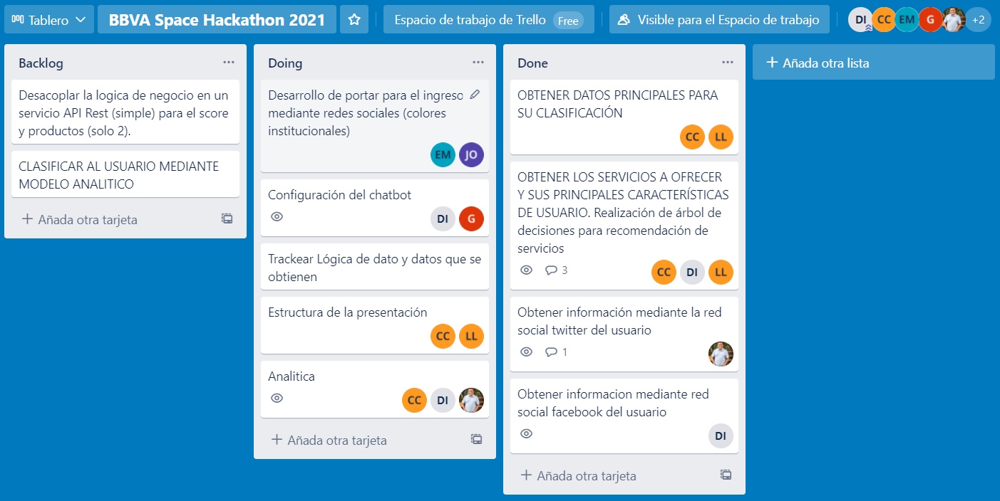 Tablero
BBVA Space Hackathon 2021
Espacio de trabajo de Trello Free
Visible para el Espacio de trabajo
DI CC EM G +2
Backlog
Desacoplar la logica de negocio en un
servicio API Rest (simple) para el score
y productos (solo 2).
CLASIFICAR AL USUARIO MEDIANTE
MODELO ANALITICO
+ Añada otra tarjeta
Doing
Desarrollo de portar para el ingreso
mediante redes sociales (colores
institucionales)
EM JO
Configuración del chatbot
DI G
Trackear Lógica de dato y datos que se
obtienen
Estructura de la presentación
CC LL
Analitica
CC DI
+ Añada otra tarjeta
Done
OBTENER DATOS PRINCIPALES PARA
SU CLASIFICACIÓN
CC LL
OBTENER LOS SERVICIOS A OFRECER
Y SUS PRINCIPALES CARACTERÍSTICAS
DE USUARIO. Realización de árbol de
decisiones para recomendación de
servicios
3
CC DI LL
Obtener información mediante la red
social twitter del usuario
1
Obtener informacion mediante red
social facebook del usuario
DI
+ Añada otra tarjeta
+ Añada otra lista